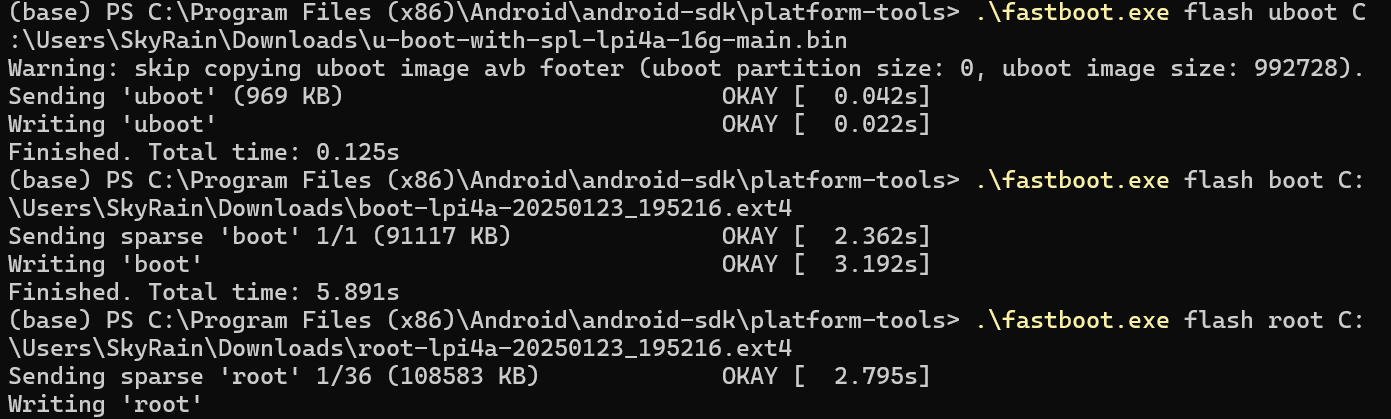 (base) PS C:\Program Files (x86)\Android\android-sdk\platform-tools> .\fastboot.exe flash uboot C
:\Users\SkyRain\Downloads\u-boot-with-spl-lpi4a-16g-main.bin
Warning: skip copying uboot image avb footer (uboot partition size: 0, uboot image size: 992728).
Sending 'uboot' (969 KB)                           OKAY [  0.042s]
Writing 'uboot'                                    OKAY [  0.022s]
Finished. Total time: 0.125s
(base) PS C:\Program Files (x86)\Android\android-sdk\platform-tools> .\fastboot.exe flash boot C:
\Users\SkyRain\Downloads\boot-lpi4a-20250123_195216.ext4
Sending sparse 'boot' 1/1 (91117 KB)               OKAY [  2.362s]
Writing 'boot'                                     OKAY [  3.192s]
Finished. Total time: 5.891s
(base) PS C:\Program Files (x86)\Android\android-sdk\platform-tools> .\fastboot.exe flash root C:
\Users\SkyRain\Downloads\root-lpi4a-20250123_195216.ext4
Sending sparse 'root' 1/36 (108583 KB)             OKAY [  2.795s]
Writing 'root'